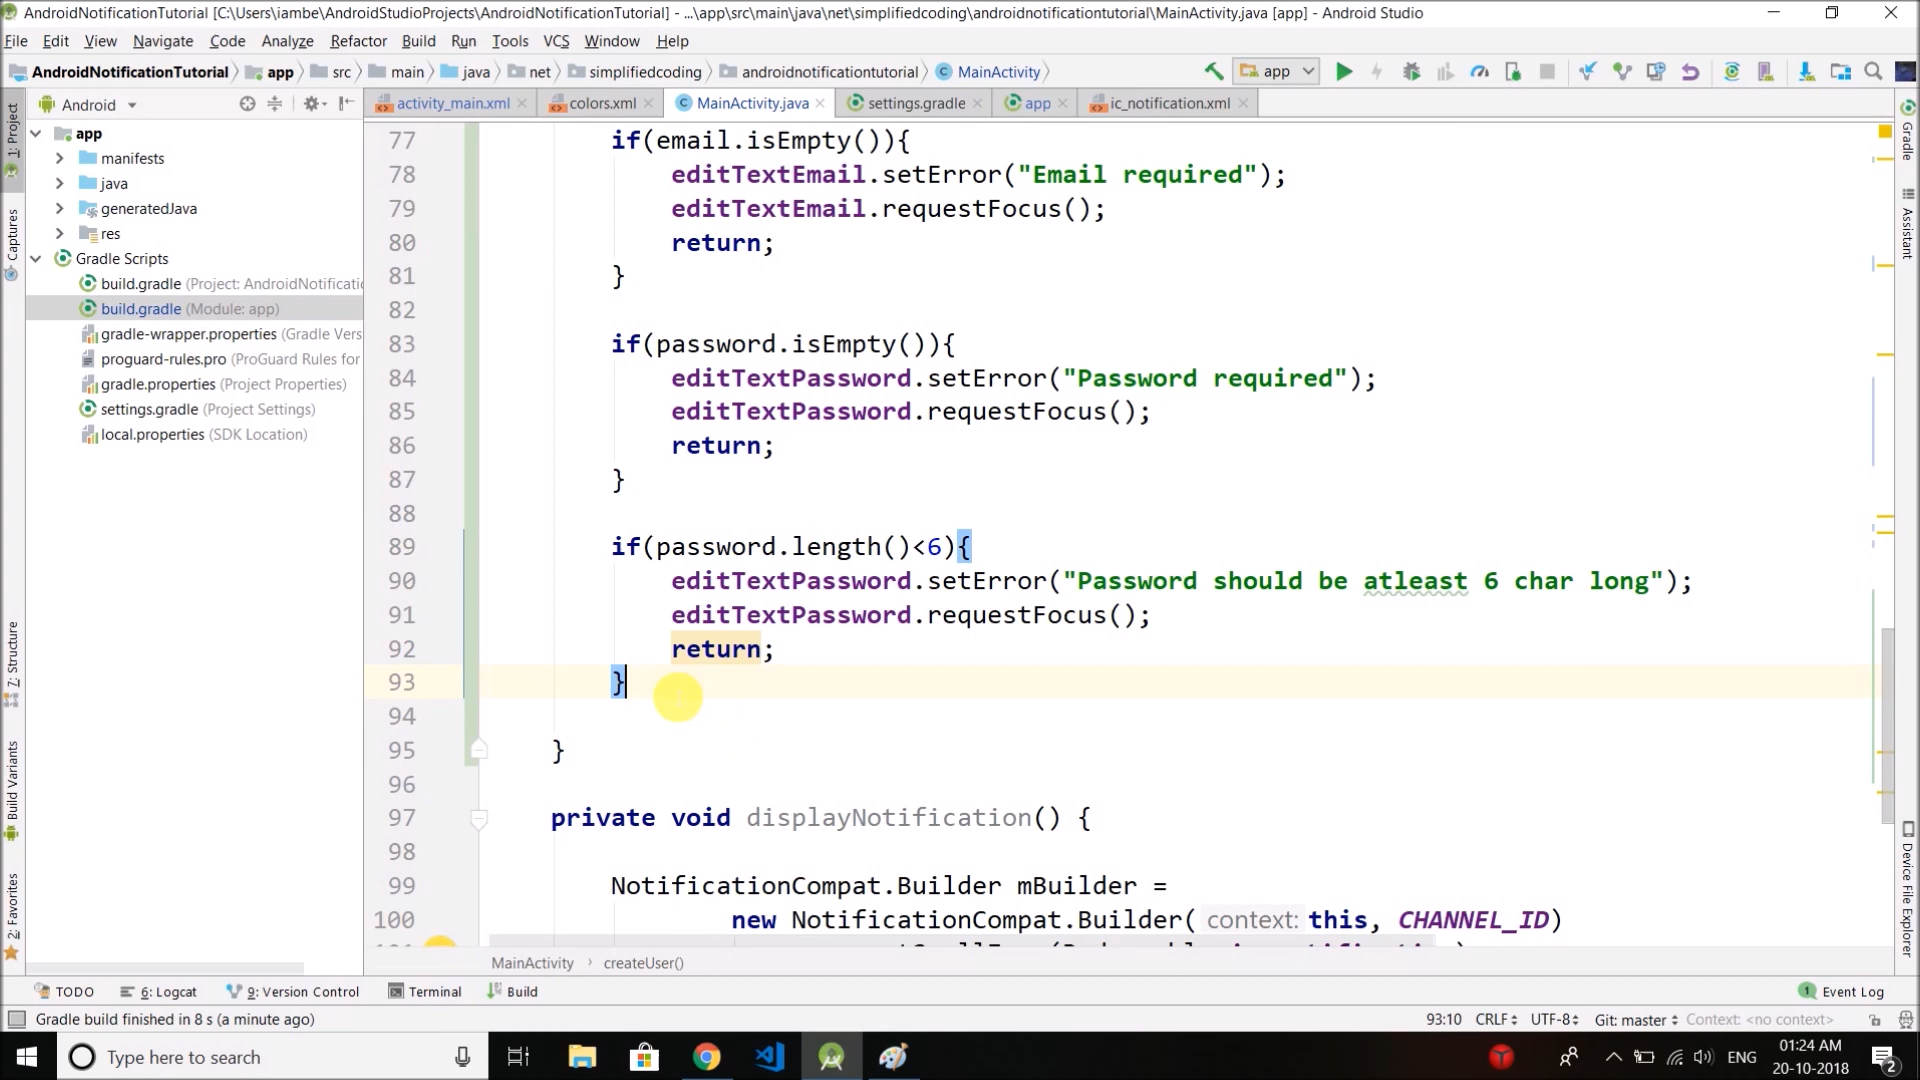 AndroidNotificationTutorial [C:\Users\iambe\AndroidStudioProjects\AndroidNotificationTutorial] - ...\app\src\main\java\net\simplifiedcoding\androidnotificationtutorial\MainActivity.java [app] - Android Studio
File Edit View Navigate Code Analyze Refactor Build Run Tools VCS Window Help
AndroidNotificationTutorial app src main java net simplifiedcoding androidnotificationtutorial MainActivity app
Android activity_main.xml colors.xml MainActivity.java settings.gradle app ic_notification.xml
1: Project
Captures
7: Structure
Build Variants
2: Favorites
app
manifests
java
generatedJava
res
Gradle Scripts
build.gradle (Project: AndroidNotificatio
build.gradle (Module: app)
gradle-wrapper.properties (Gradle Vers
proguard-rules.pro (ProGuard Rules for
gradle.properties (Project Properties)
settings.gradle (Project Settings)
local.properties (SDK Location)
77 if(email.isEmpty()){
78 editTextEmail.setError("Email required");
79 editTextEmail.requestFocus();
80 return;
81 }
82
83 if(password.isEmpty()){
84 editTextPassword.setError("Password required");
85 editTextPassword.requestFocus();
86 return;
87 }
88
89 if(password.length()<6){
90 editTextPassword.setError("Password should be atleast 6 char long");
91 editTextPassword.requestFocus();
92 return;
93 }
94
95 }
96
97 private void displayNotification() {
98
99 NotificationCompat.Builder mBuilder =
100 new NotificationCompat.Builder( context: this, CHANNEL_ID)
MainActivity createUser()
Gradle
Assistant
Device File Explorer
TODO 6: Logcat 9: Version Control Terminal Build 1 Event Log
Gradle build finished in 8 s (a minute ago) 93:10 CRLF UTF-8 Git: master Context: <no context>
Type here to search ENG 01:24 AM
20-10-2018 2